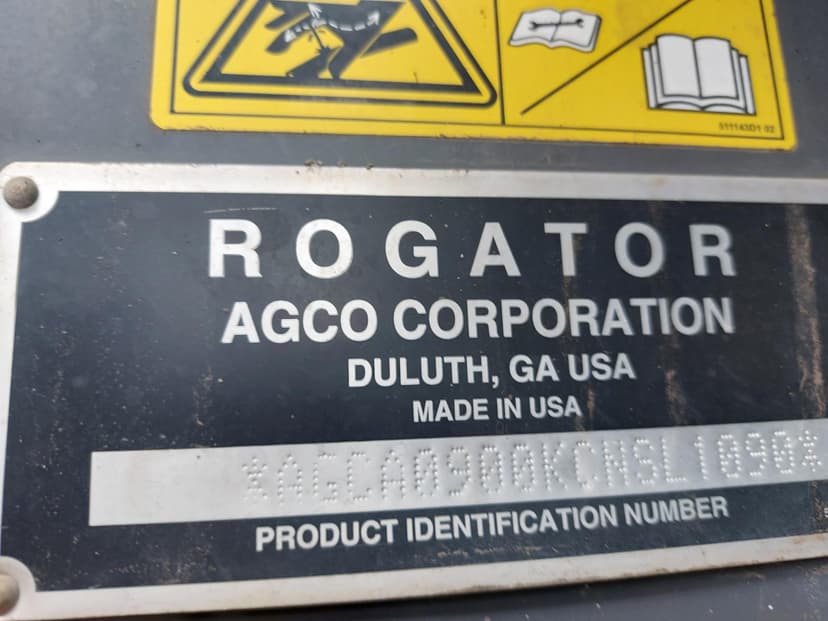 511143D1 02
ROGATOR
AGCO CORPORATION
DULUTH, GA USA
MADE IN USA
*AGCA0900KCNSL1090*
PRODUCT IDENTIFICATION NUMBER